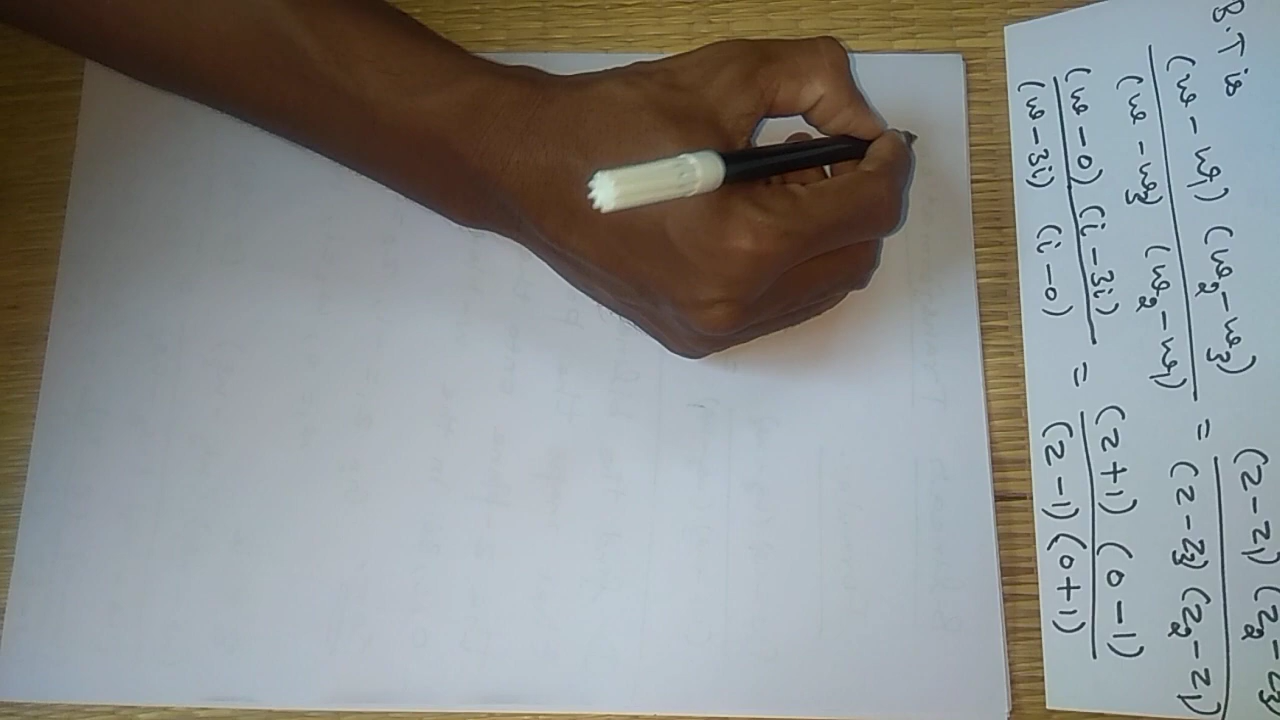 B.T is
(w - w1) (w2 - w3) / (w - w3) (w2 - w1) = (z - z1) (z2 - z3) / (z - z3) (z2 - z1)
(w - 0) (i - 3i) / (w - 3i) (i - 0) = (z + 1) (0 - 1) / (z - 1) (0 + 1)